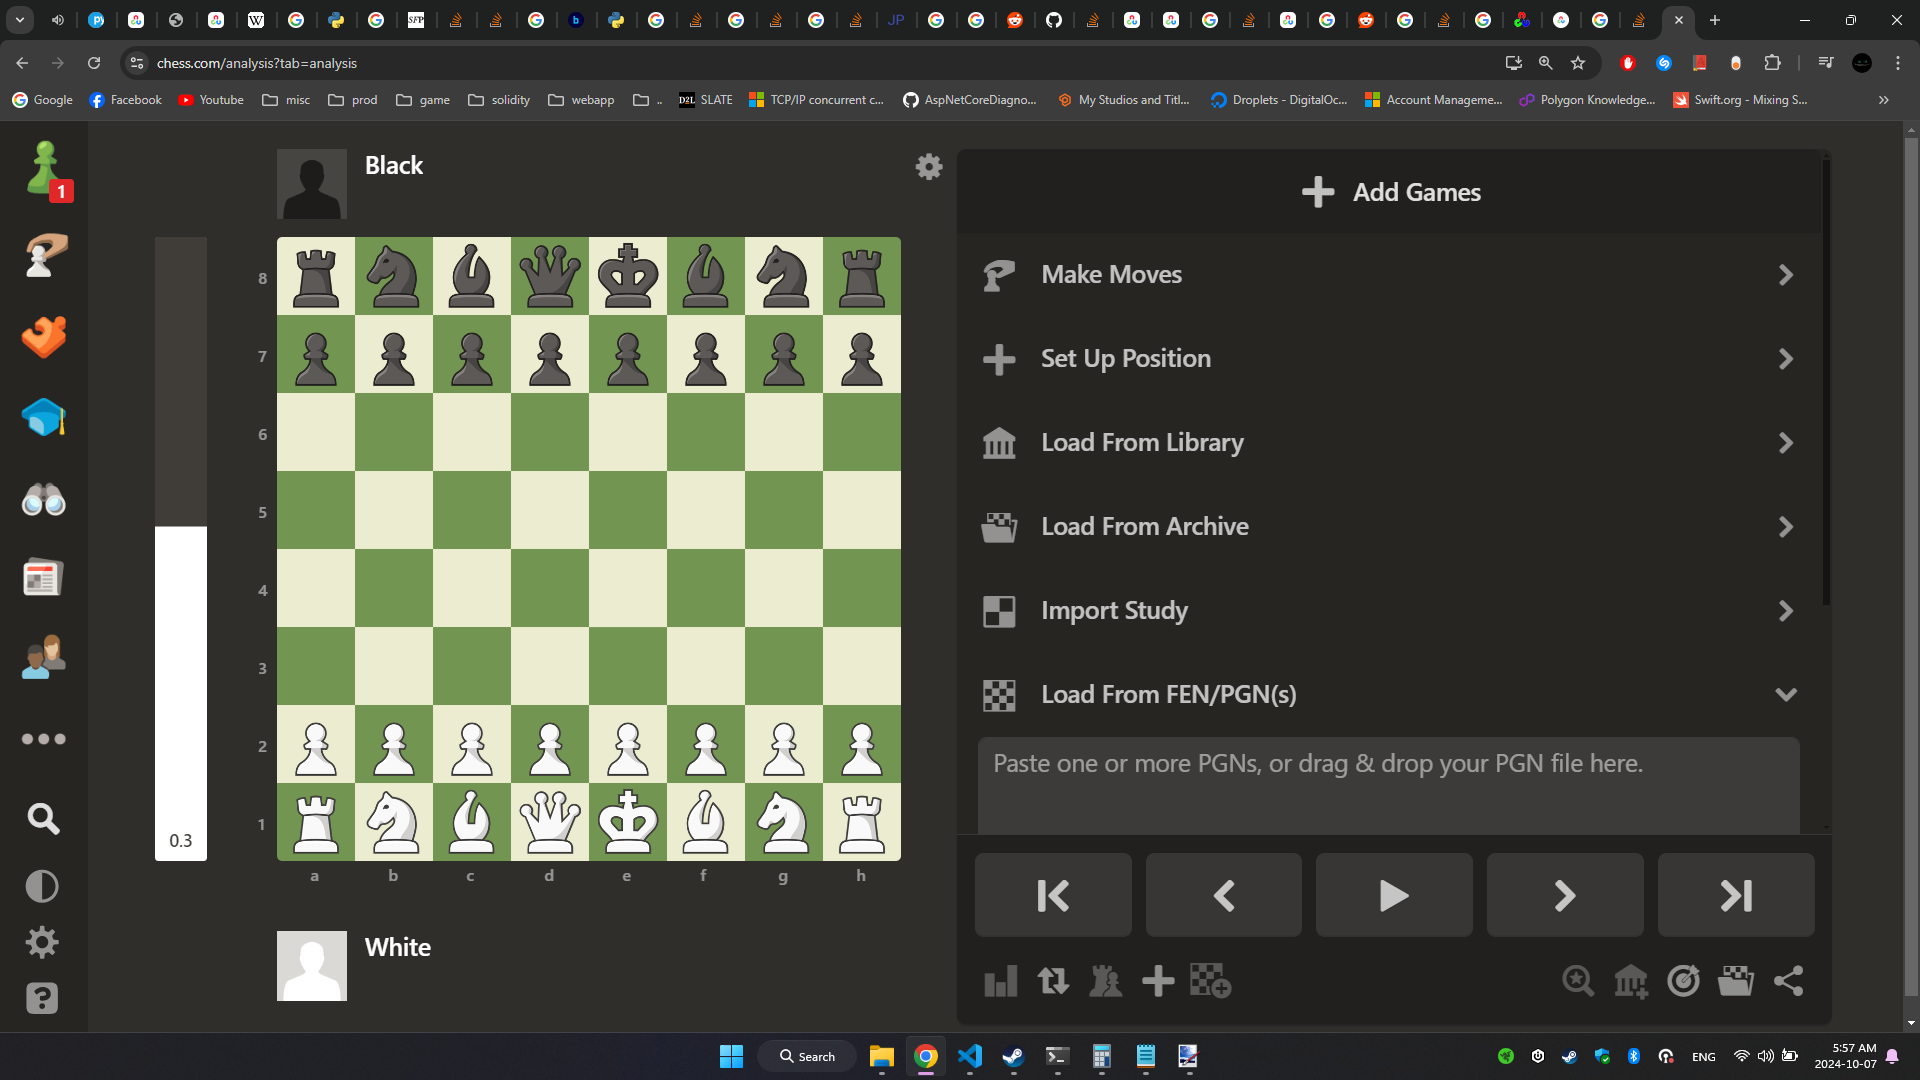 chess.com/analysis?tab=analysis
Google
Facebook
Youtube
misc
prod
game
solidity
webapp
..
D2L
SLATE
TCP/IP concurrent c...
AspNetCoreDiagno...
My Studios and Titl...
Droplets - DigitalOc...
Account Manageme...
Polygon Knowledge...
Swift.org - Mixing S...
1
Black
Add Games
Make Moves
Set Up Position
Load From Library
Load From Archive
Import Study
Load From FEN/PGN(s)
Paste one or more PGNs, or drag & drop your PGN file here.
8
7
6
5
4
3
2
1
0.3
a b c d e f g h
White
Search
ENG
5:57 AM
2024-10-07